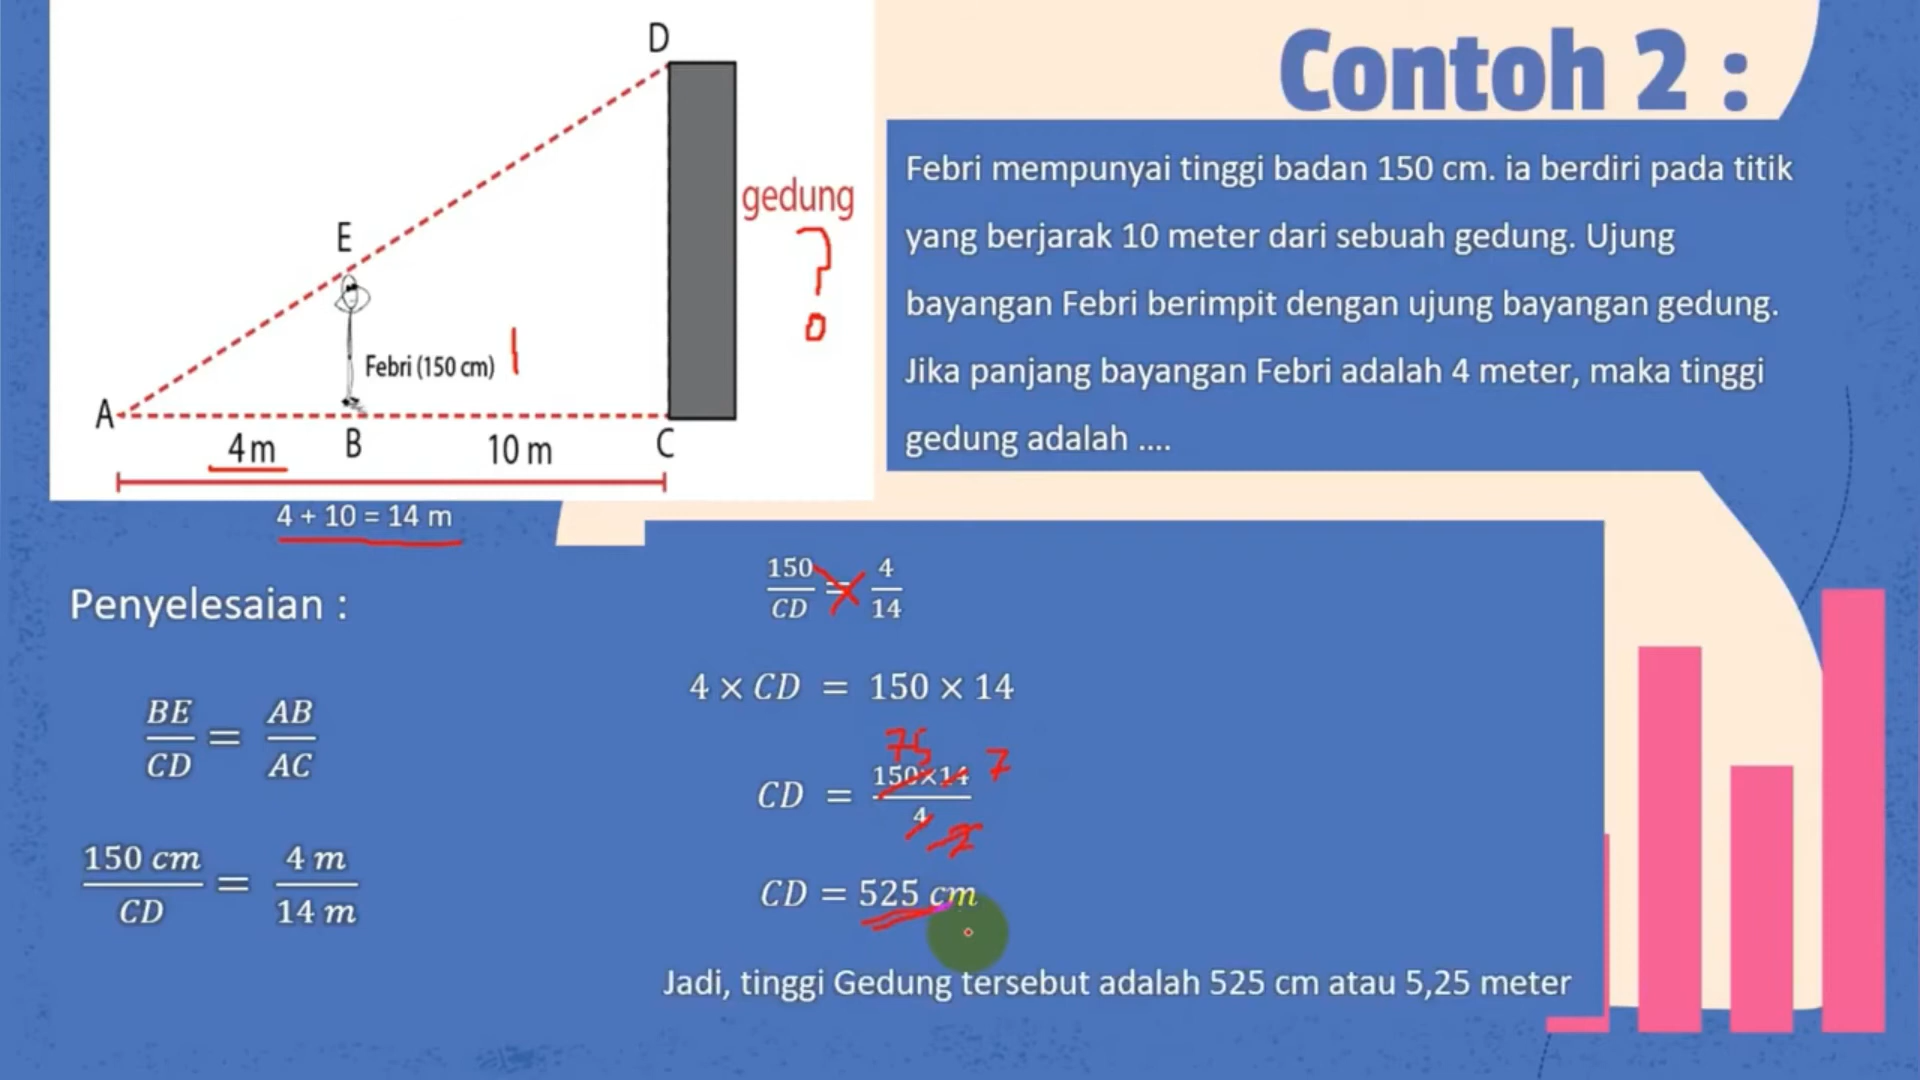 Contoh 2 :
D
gedung
?
E
Febri (150 cm)
A
4 m
B
10 m
C
4 + 10 = 14 m
Febri mempunyai tinggi badan 150 cm. ia berdiri pada titik
yang berjarak 10 meter dari sebuah gedung. Ujung
bayangan Febri berimpit dengan ujung bayangan gedung.
Jika panjang bayangan Febri adalah 4 meter, maka tinggi
gedung adalah ....
Penyelesaian :
BE/CD = AB/AC
150 cm/CD = 4 m/14 m
150/CD = 4/14
4 × CD = 150 × 14
75 7
CD = 150×14/4
2
CD = 525 cm
Jadi, tinggi Gedung tersebut adalah 525 cm atau 5,25 meter